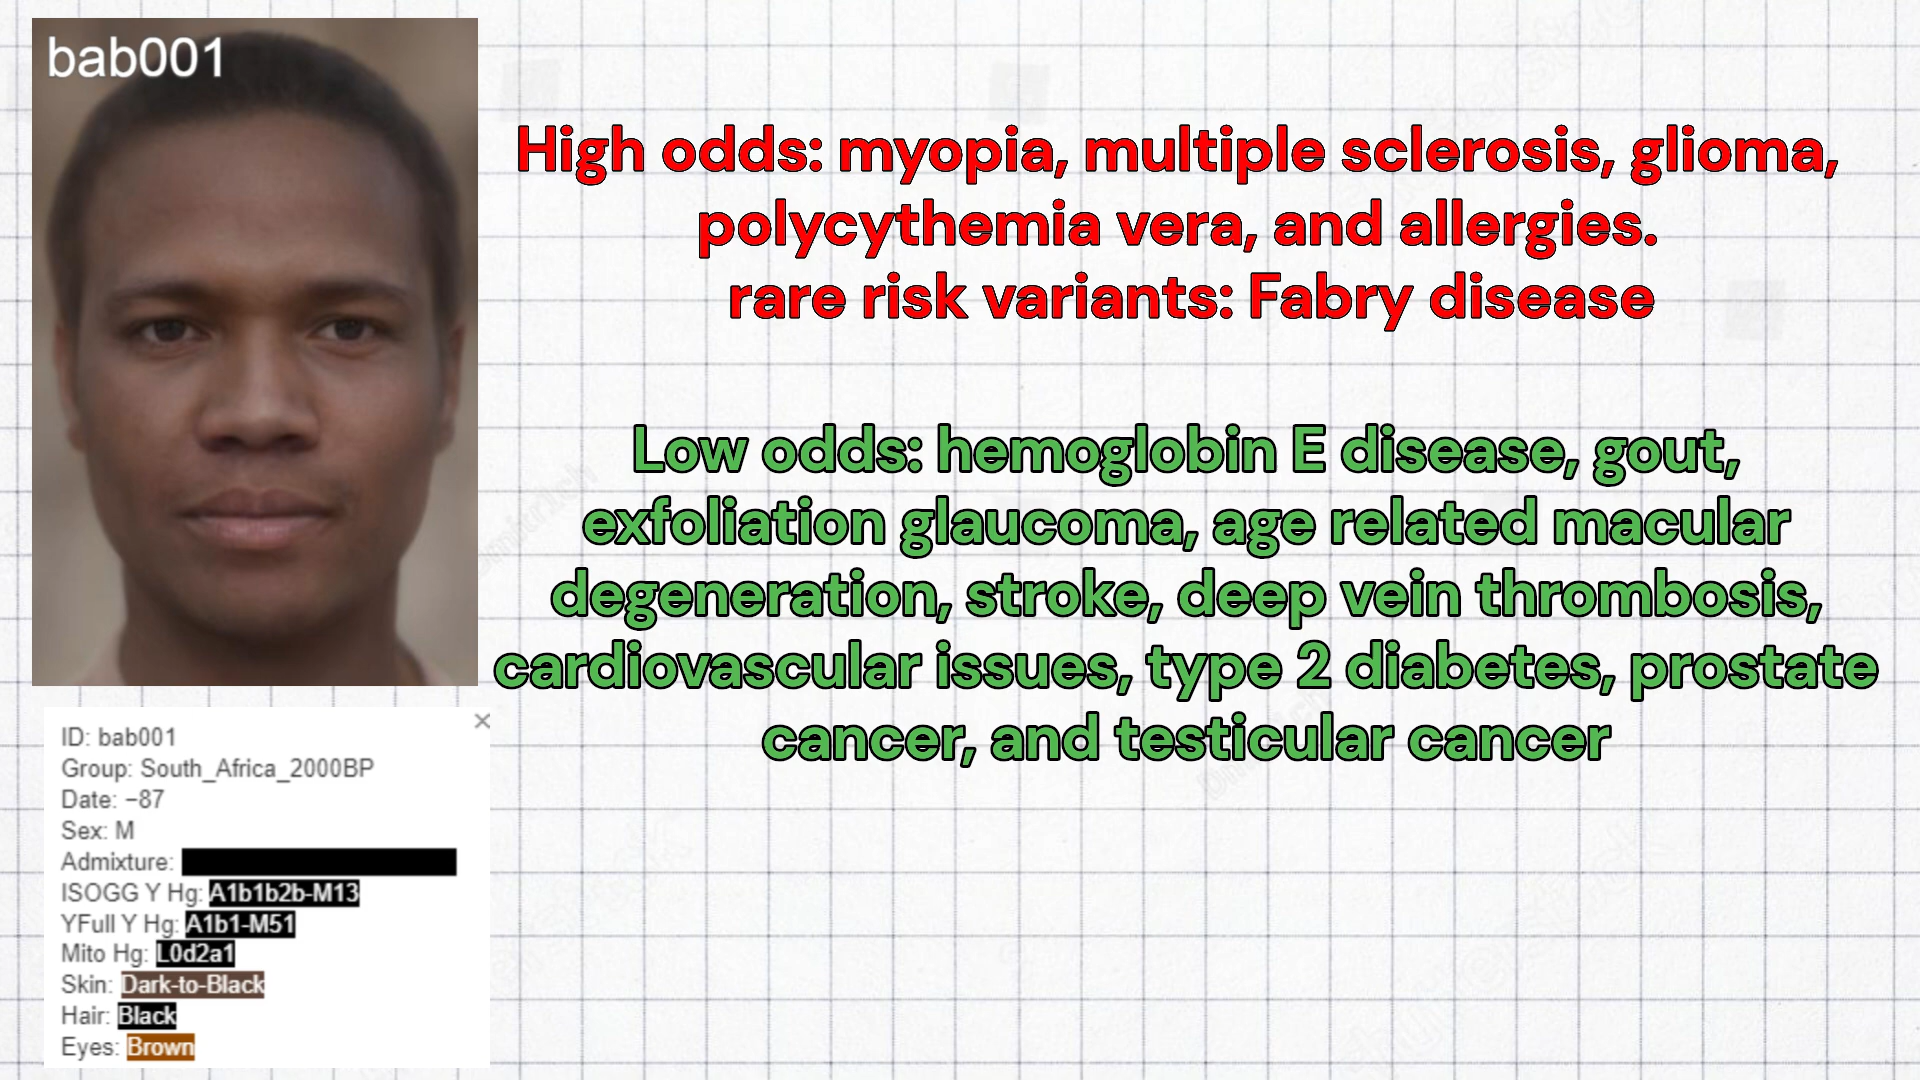 bab001
High odds: myopia, multiple sclerosis, glioma,
polycythemia vera, and allergies.
rare risk variants: Fabry disease
Low odds: hemoglobin E disease, gout,
exfoliation glaucoma, age related macular
degeneration, stroke, deep vein thrombosis,
cardiovascular issues, type 2 diabetes, prostate
cancer, and testicular cancer
ID: bab001
Group: South_Africa_2000BP
Date: −87
Sex: M
Admixture:
ISOGG Y Hg: A1b1b2b-M13
YFull Y Hg: A1b1-M51
Mito Hg: L0d2a1
Skin: Dark-to-Black
Hair: Black
Eyes: Brown